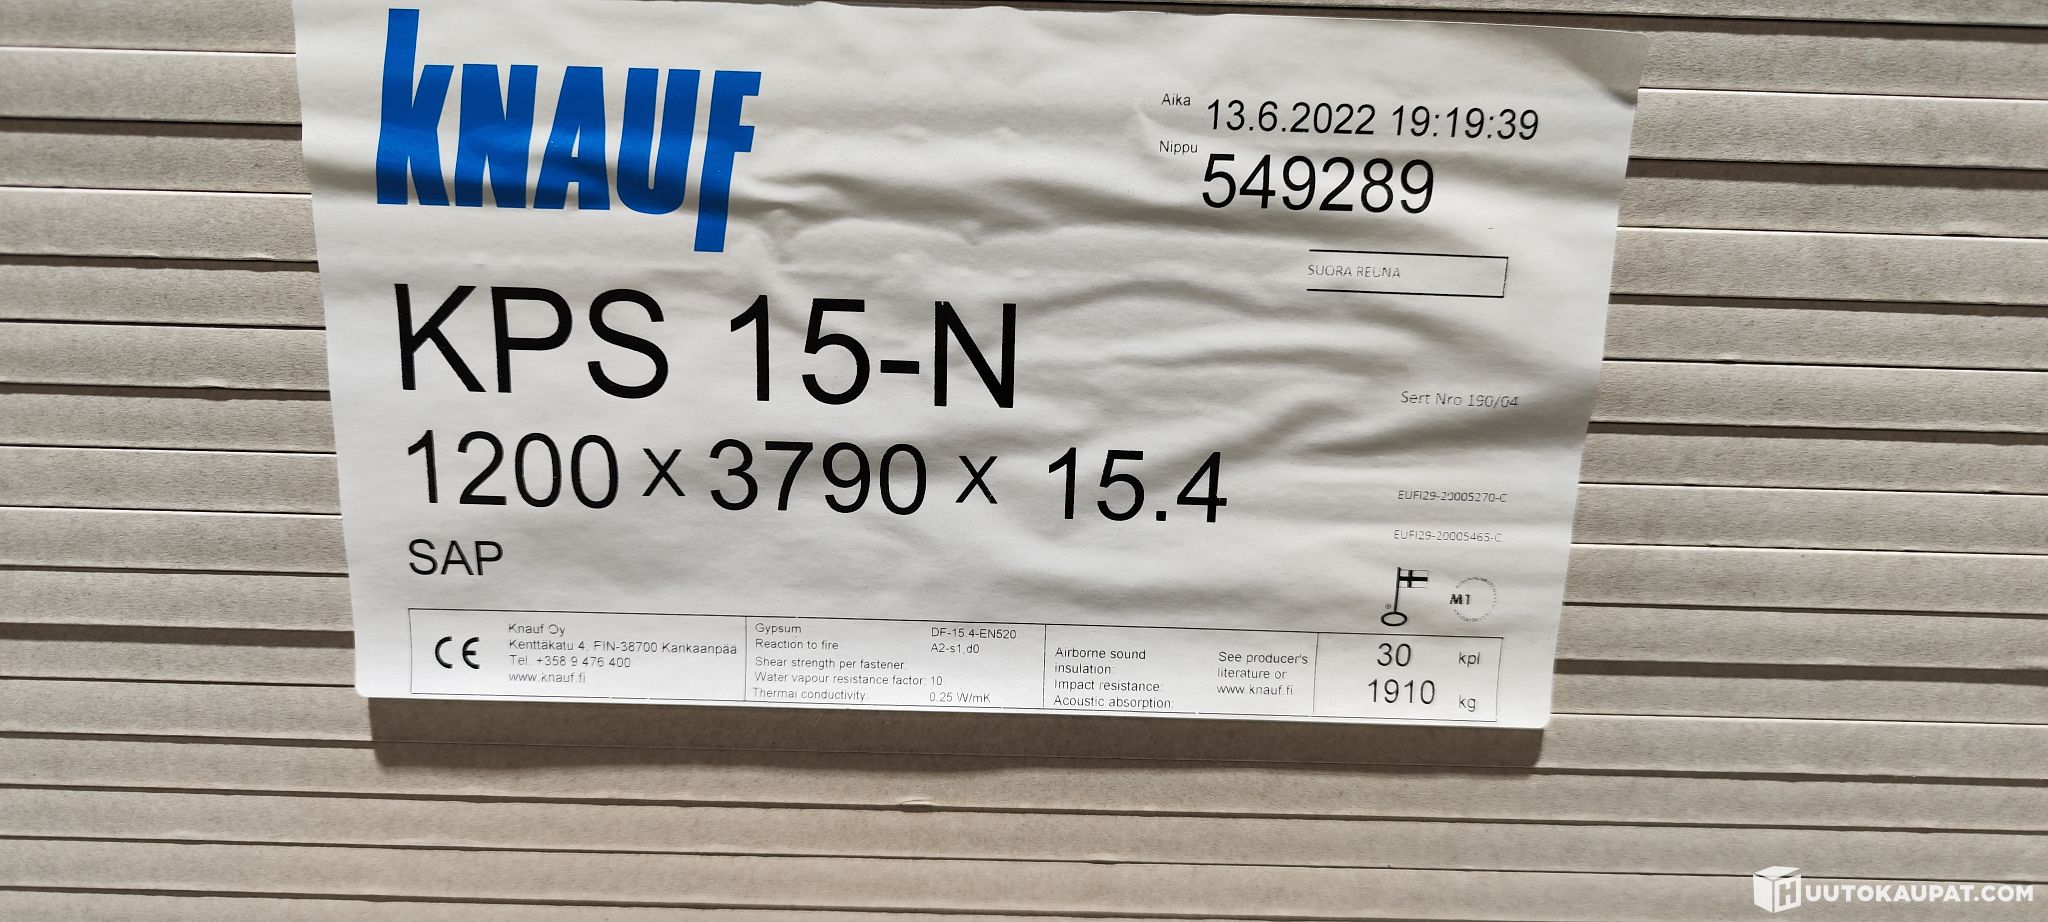 KNAUF
Aika 13.6.2022 19:19:39
Nippu 549289
SUORA REUNA
KPS 15-N
Sert Nro 190/04
1200 x 3790 x 15.4
EUFI29-20005270-C
EUFI29-20005465-C
SAP
M1
CE
Knauf Oy
Kenttäkatu 4, FIN-38700 Kankaanpää
Tel. +358 9 476 400
www.knauf.fi
Gypsum DF-15.4-EN520
Reaction to fire A2-s1,d0
Shear strength per fastener:
Water vapour resistance factor: 10
Thermal conductivity: 0.25 W/mK
Airborne sound
insulation:
Impact resistance:
Acoustic absorption:
See producer's
literature or
www.knauf.fi
30 kpl
1910 kg
HUUTOKAUPAT.COM